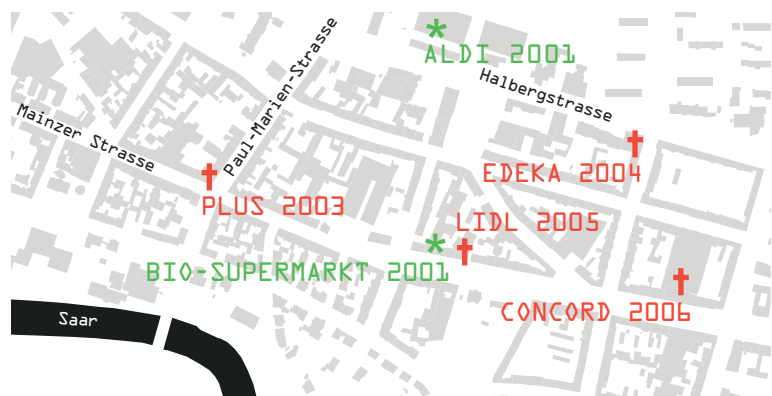 ALDI 2001
Halbergstrasse
Paul-Marien-Strasse
Mainzer Strasse
EDEKA 2004
PLUS 2003
LIDL 2005
BIO-SUPERMARKT 2001
CONCORD 2006
Saar